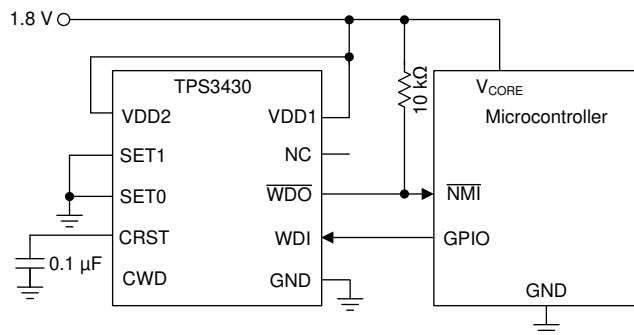 1.8 V
TPS3430
VDD2
VDD1
SET1
NC
SET0
WDO
CRST
WDI
CWD
GND
0.1 µF
10 kΩ
VCORE
Microcontroller
NMI
GPIO
GND